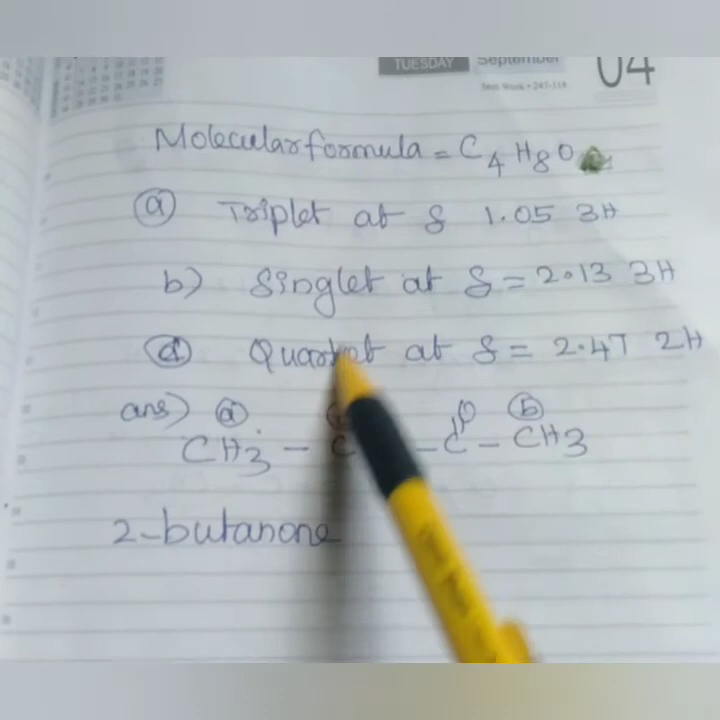 TUESDAY September 04
Molecular formula = C4H8O
ⓐ Triplet at δ 1.05 3H
b) Singlet at δ = 2.13 3H
ⓓ Quartet at δ = 2.47 2H
ans) ⓐ O ⓑ
CH3 - C - C - CH3
2-butanone